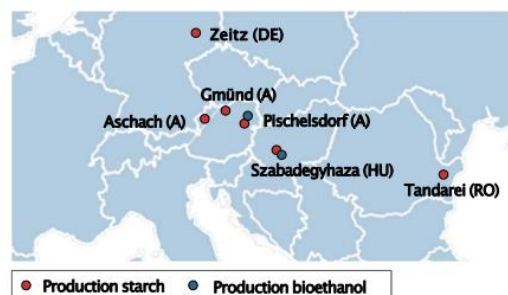 Zeitz (DE)
Gmünd (A)
Aschach (A)
Pischelsdorf (A)
Szabadegyhaza (HU)
Tandarei (RO)
Production starch
Production bioethanol